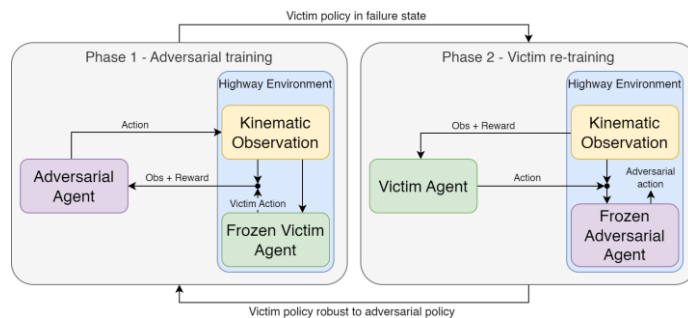 Victim policy in failure state
Phase 1 - Adversarial training
Highway Environment
Kinematic
Observation
Action
Adversarial
Agent
Obs + Reward
Victim Action
Frozen Victim
Agent
Phase 2 - Victim re-training
Highway Environment
Kinematic
Observation
Obs + Reward
Victim Agent
Action
Adversarial
action
Frozen
Adversarial
Agent
Victim policy robust to adversarial policy